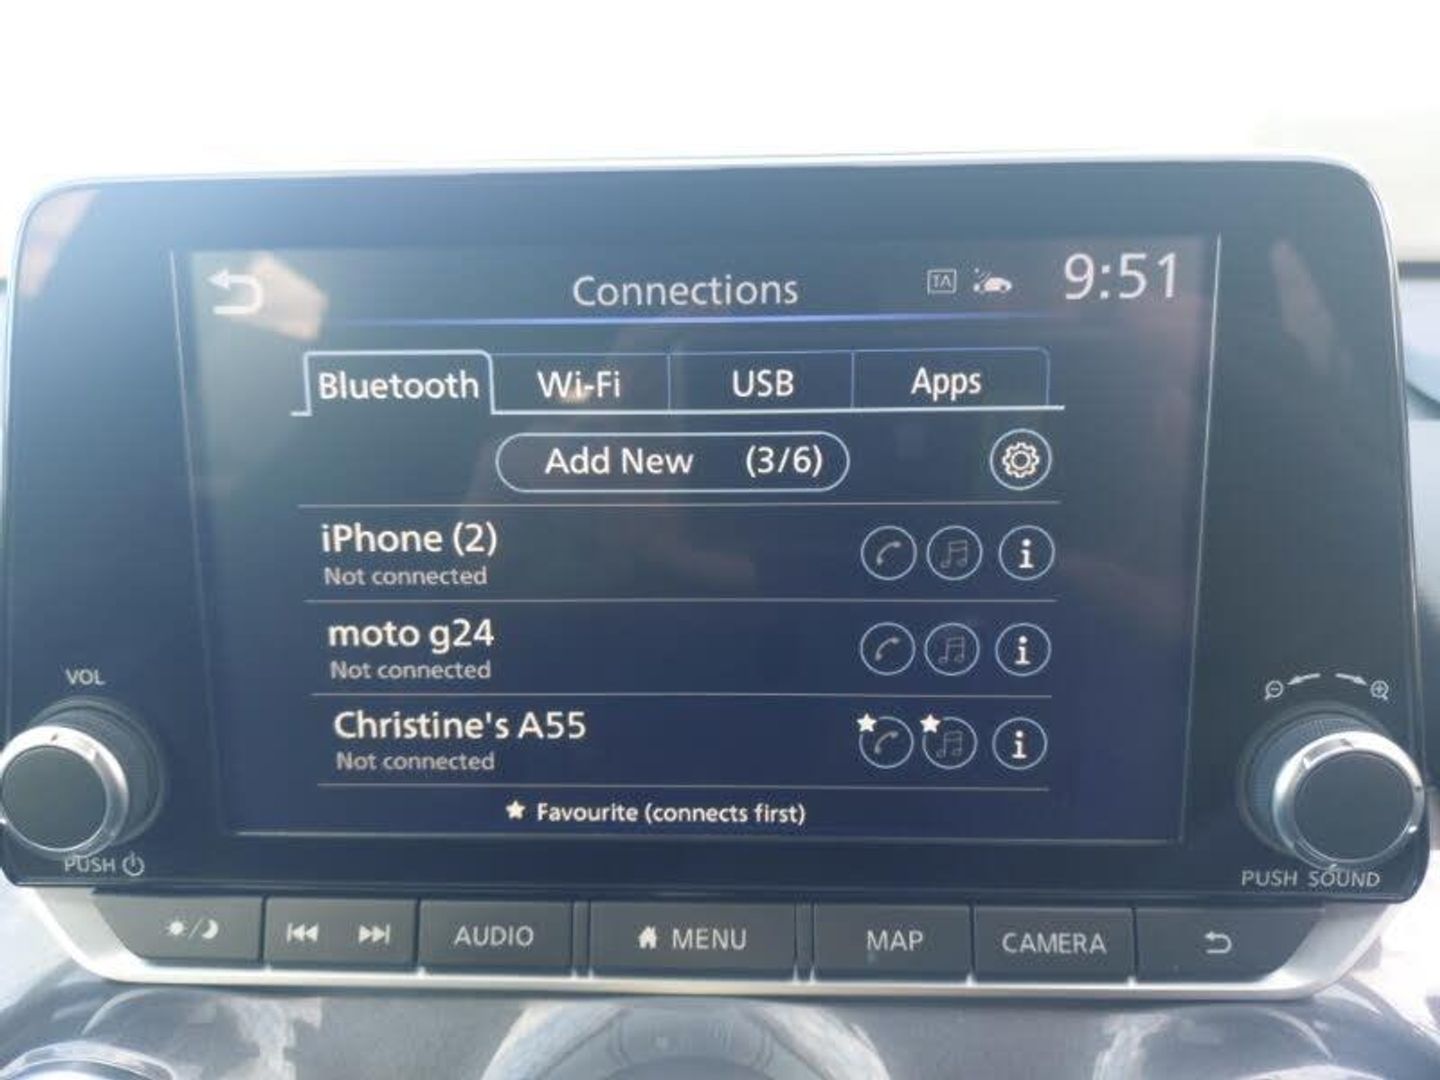 Connections TA 9:51
Bluetooth Wi-Fi USB Apps
Add New (3/6)
iPhone (2)
Not connected
moto g24
Not connected
VOL
Christine's A55
Not connected
Favourite (connects first)
PUSH
PUSH SOUND
AUDIO MENU MAP CAMERA